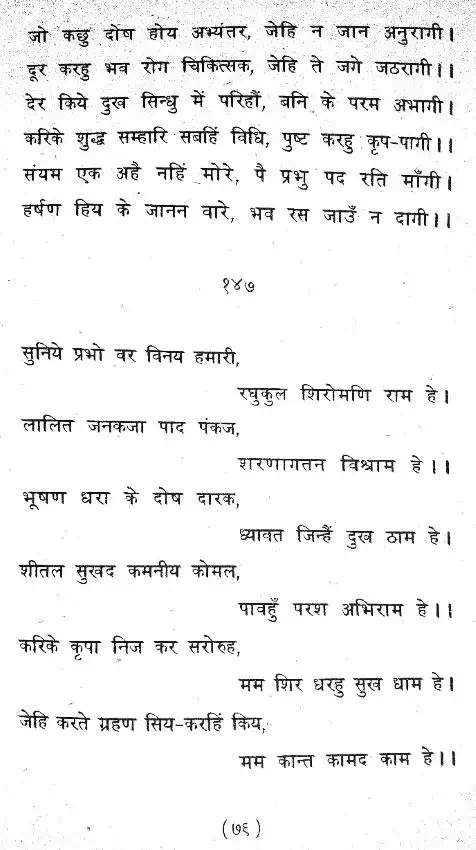 जो कछु दोष होय अभ्यंतर, जेहि न जान अनुरागी।
दूर करहु भव रोग चिकित्सक, जेहि ते जगे जठरागी।।
देर किये दुख सिन्धु में परिहौं, बनि के परम अभागी।
करिके शुद्ध सम्हारि सबहिं विधि, पुष्ट करहु कृप-पागी।।
संयम एक अहै नहिं मोरे, पै प्रभु पद रति माँगी।
हर्षण हिय के जानन वारे, भव रस जाउँ न दागी।।
१४७
सुनिये प्रभो वर विनय हमारी,
रघुकुल शिरोमणि राम हे।
लालित जनकजा पाद पंकज,
शरणागतन विश्राम हे।।
भूषण धरा के दोष दारक,
ध्यावत जिन्हैं दुख ठाम हे।
शीतल सुखद कमनीय कोमल,
पावहुँ परश अभिराम हे।।
करिके कृपा निज कर सरोरुह,
मम शिर धरहु सुख धाम हे।
जेहि करते ग्रहण सिय-करहिं किय,
मम कान्त कामद काम हे।।
(७६)